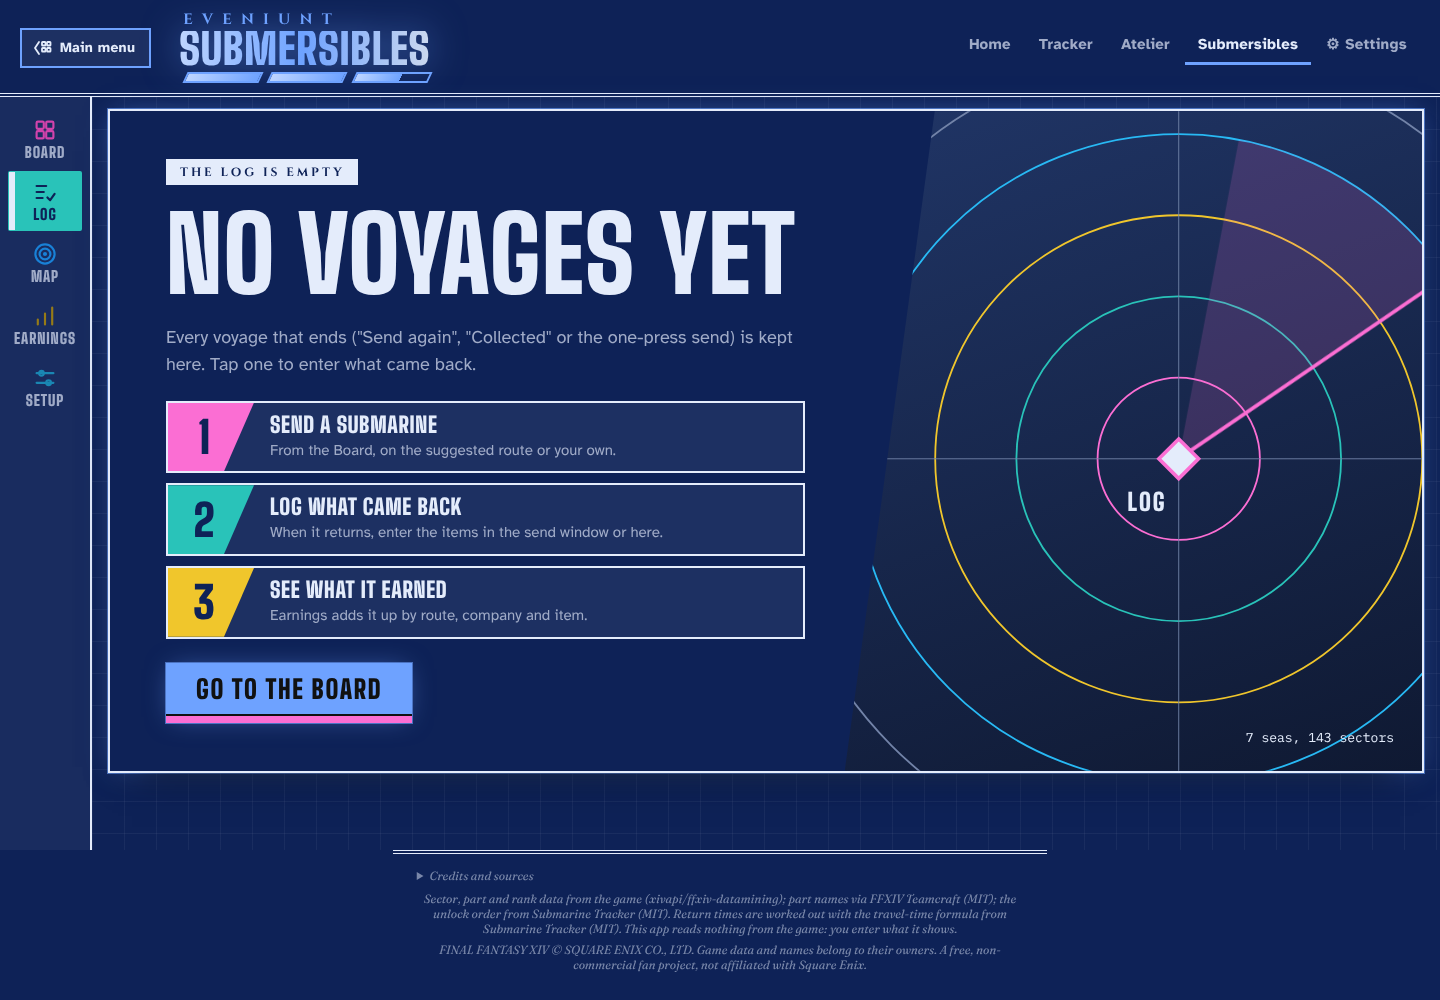 Main menu
EVENIUNT
SUBMERSIBLES
Home
Tracker
Atelier
Submersibles
⚙ Settings
BOARD
LOG
MAP
EARNINGS
SETUP
THE LOG IS EMPTY
NO VOYAGES YET
Every voyage that ends ("Send again", "Collected" or the one-press send) is kept
here. Tap one to enter what came back.
1
SEND A SUBMARINE
From the Board, on the suggested route or your own.
2
LOG WHAT CAME BACK
When it returns, enter the items in the send window or here.
3
SEE WHAT IT EARNED
Earnings adds it up by route, company and item.
GO TO THE BOARD
LOG
7 seas, 143 sectors
▶ Credits and sources
Sector, part and rank data from the game (xivapi/ffxiv-datamining); part names via FFXIV Teamcraft (MIT); the
unlock order from Submarine Tracker (MIT). Return times are worked out with the travel-time formula from
Submarine Tracker (MIT). This app reads nothing from the game: you enter what it shows.
FINAL FANTASY XIV © SQUARE ENIX CO., LTD. Game data and names belong to their owners. A free, non-
commercial fan project, not affiliated with Square Enix.